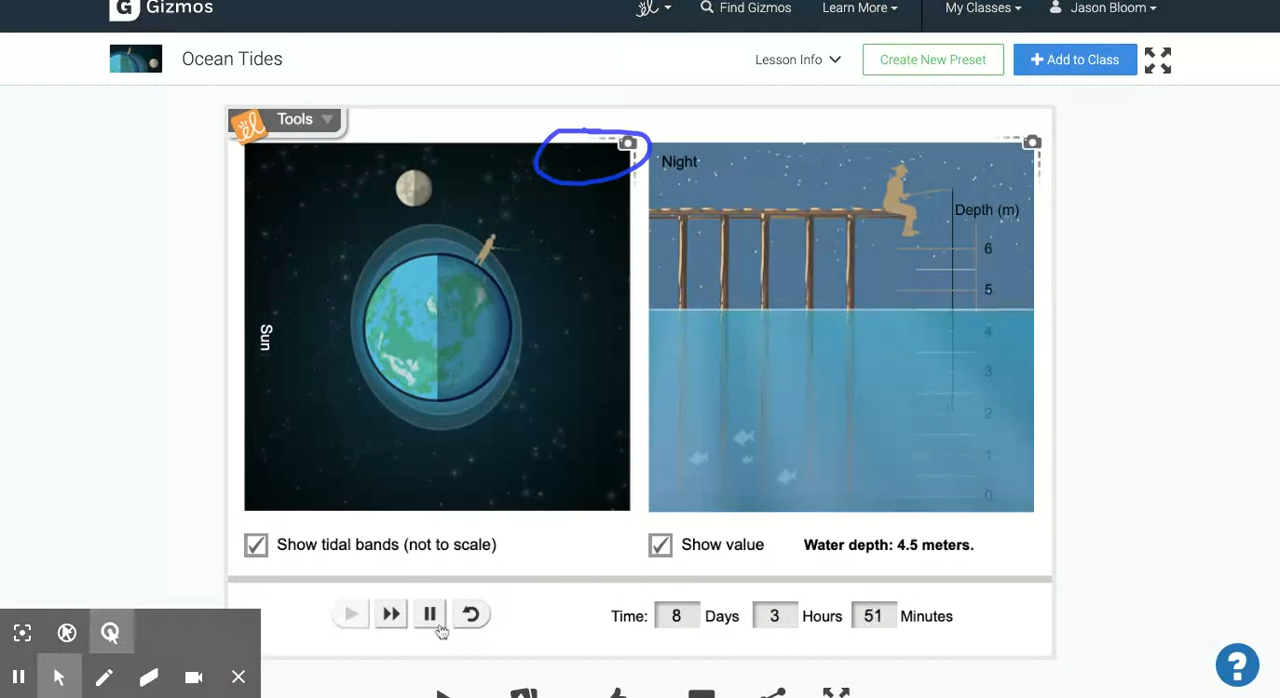 G Gizmos
Find Gizmos
Learn More
My Classes
Jason Bloom
Ocean Tides
Lesson Info
Create New Preset
+ Add to Class
Tools
Night
Depth (m)
6
5
4
3
2
1
0
Sun
Show tidal bands (not to scale)
Show value
Water depth: 4.5 meters.
Time: 8 Days 3 Hours 51 Minutes
?